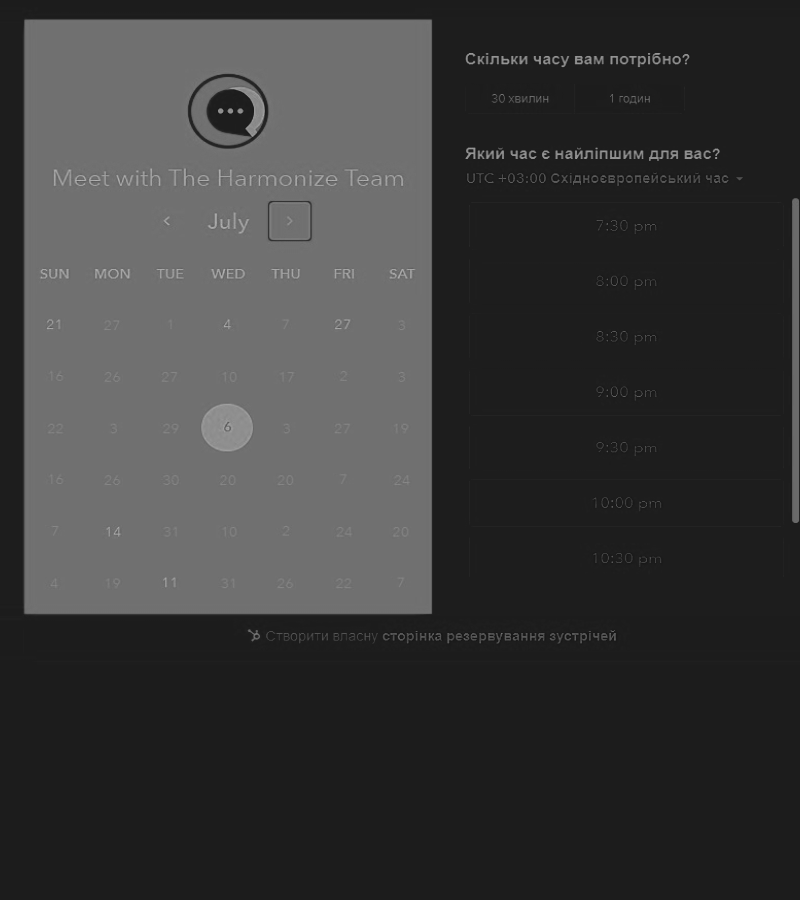 Meet with The Harmonize Team
July
SUN MON TUE WED THU FRI SAT
21 27 1 4 7 27 3
16 26 27 10 17 2 3
22 3 29 6 3 27 19
16 26 30 20 20 7 24
7 14 31 10 2 24 20
4 19 11 31 26 22 7
Скільки часу вам потрібно?
30 хвилин 1 годин
Який час є найліпшим для вас?
UTC +03:00 Східноєвропейський час
7:30 pm
8:00 pm
8:30 pm
9:00 pm
9:30 pm
10:00 pm
10:30 pm
Створити власну сторінка резервування зустрічей